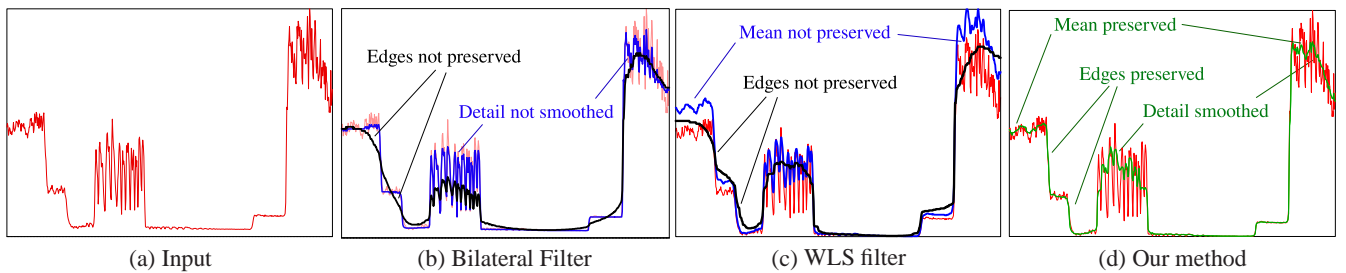 Edges not preserved
Detail not smoothed
Mean not preserved
Edges not preserved
Mean preserved
Edges preserved
Detail smoothed
(a) Input
(b) Bilateral Filter
(c) WLS filter
(d) Our method